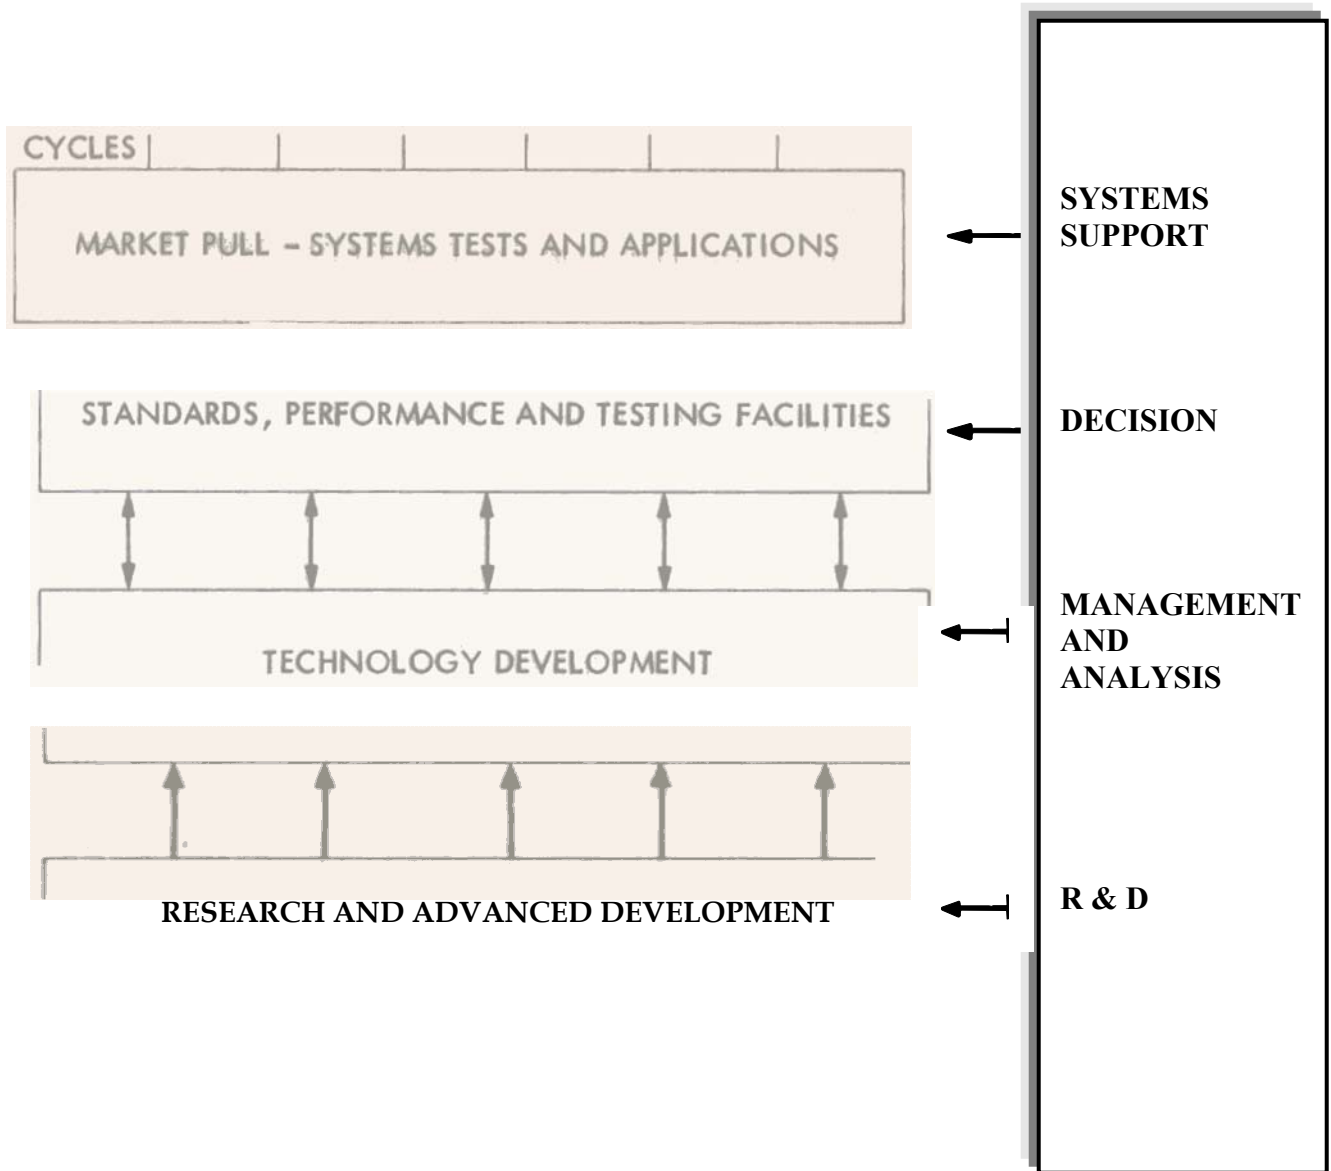 CYCLES
MARKET PULL – SYSTEMS TESTS AND APPLICATIONS
SYSTEMS
SUPPORT
STANDARDS, PERFORMANCE AND TESTING FACILITIES
DECISION
TECHNOLOGY DEVELOPMENT
MANAGEMENT
AND
ANALYSIS
RESEARCH AND ADVANCED DEVELOPMENT
R & D